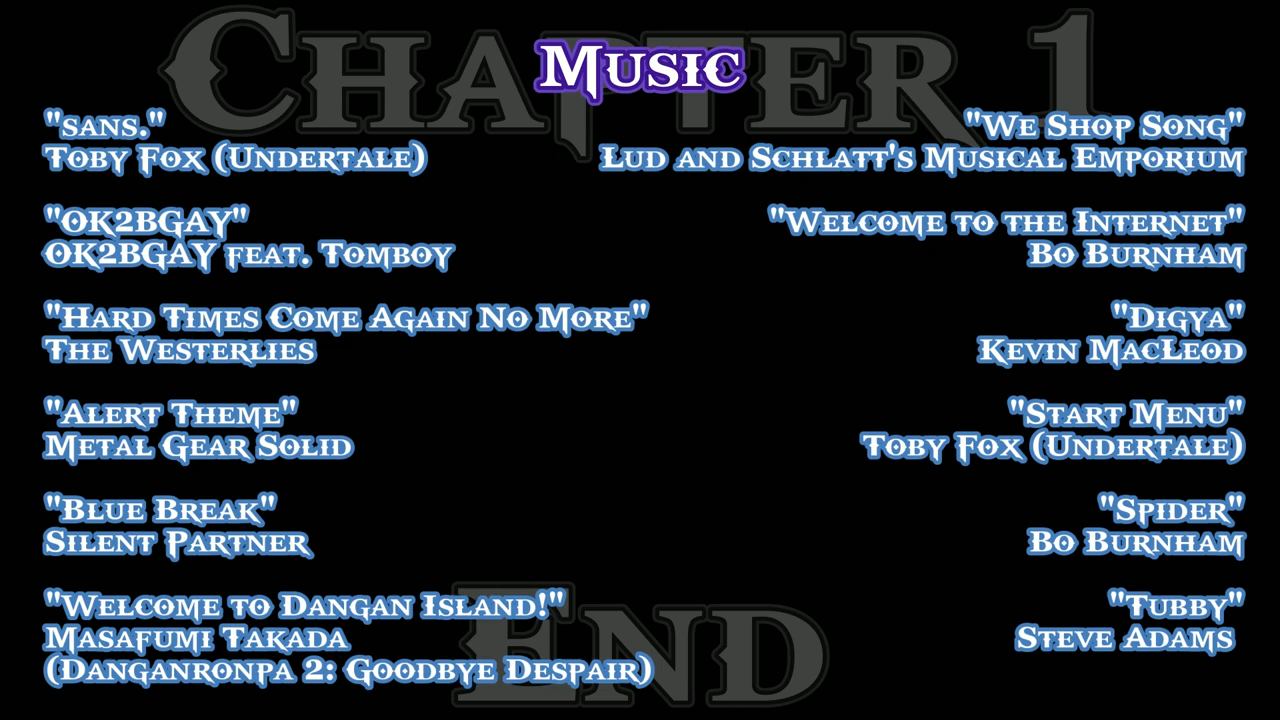 Chapter 1
Music
"sans."
Toby Fox (Undertale)
"OK2BGAY"
OK2BGAY feat. Tomboy
"Hard Times Come Again No More"
The Westerlies
"Alert Theme"
Metal Gear Solid
"Blue Break"
Silent Partner
"Welcome to Dangan Island!"
Masafumi Takada
(Danganronpa 2: Goodbye Despair)
"We Shop Song"
Lud and Schlatt's Musical Emporium
"Welcome to the Internet"
Bo Burnham
"Digya"
Kevin MacLeod
"Start Menu"
Toby Fox (Undertale)
"Spider"
Bo Burnham
"Tubby"
Steve Adams
End